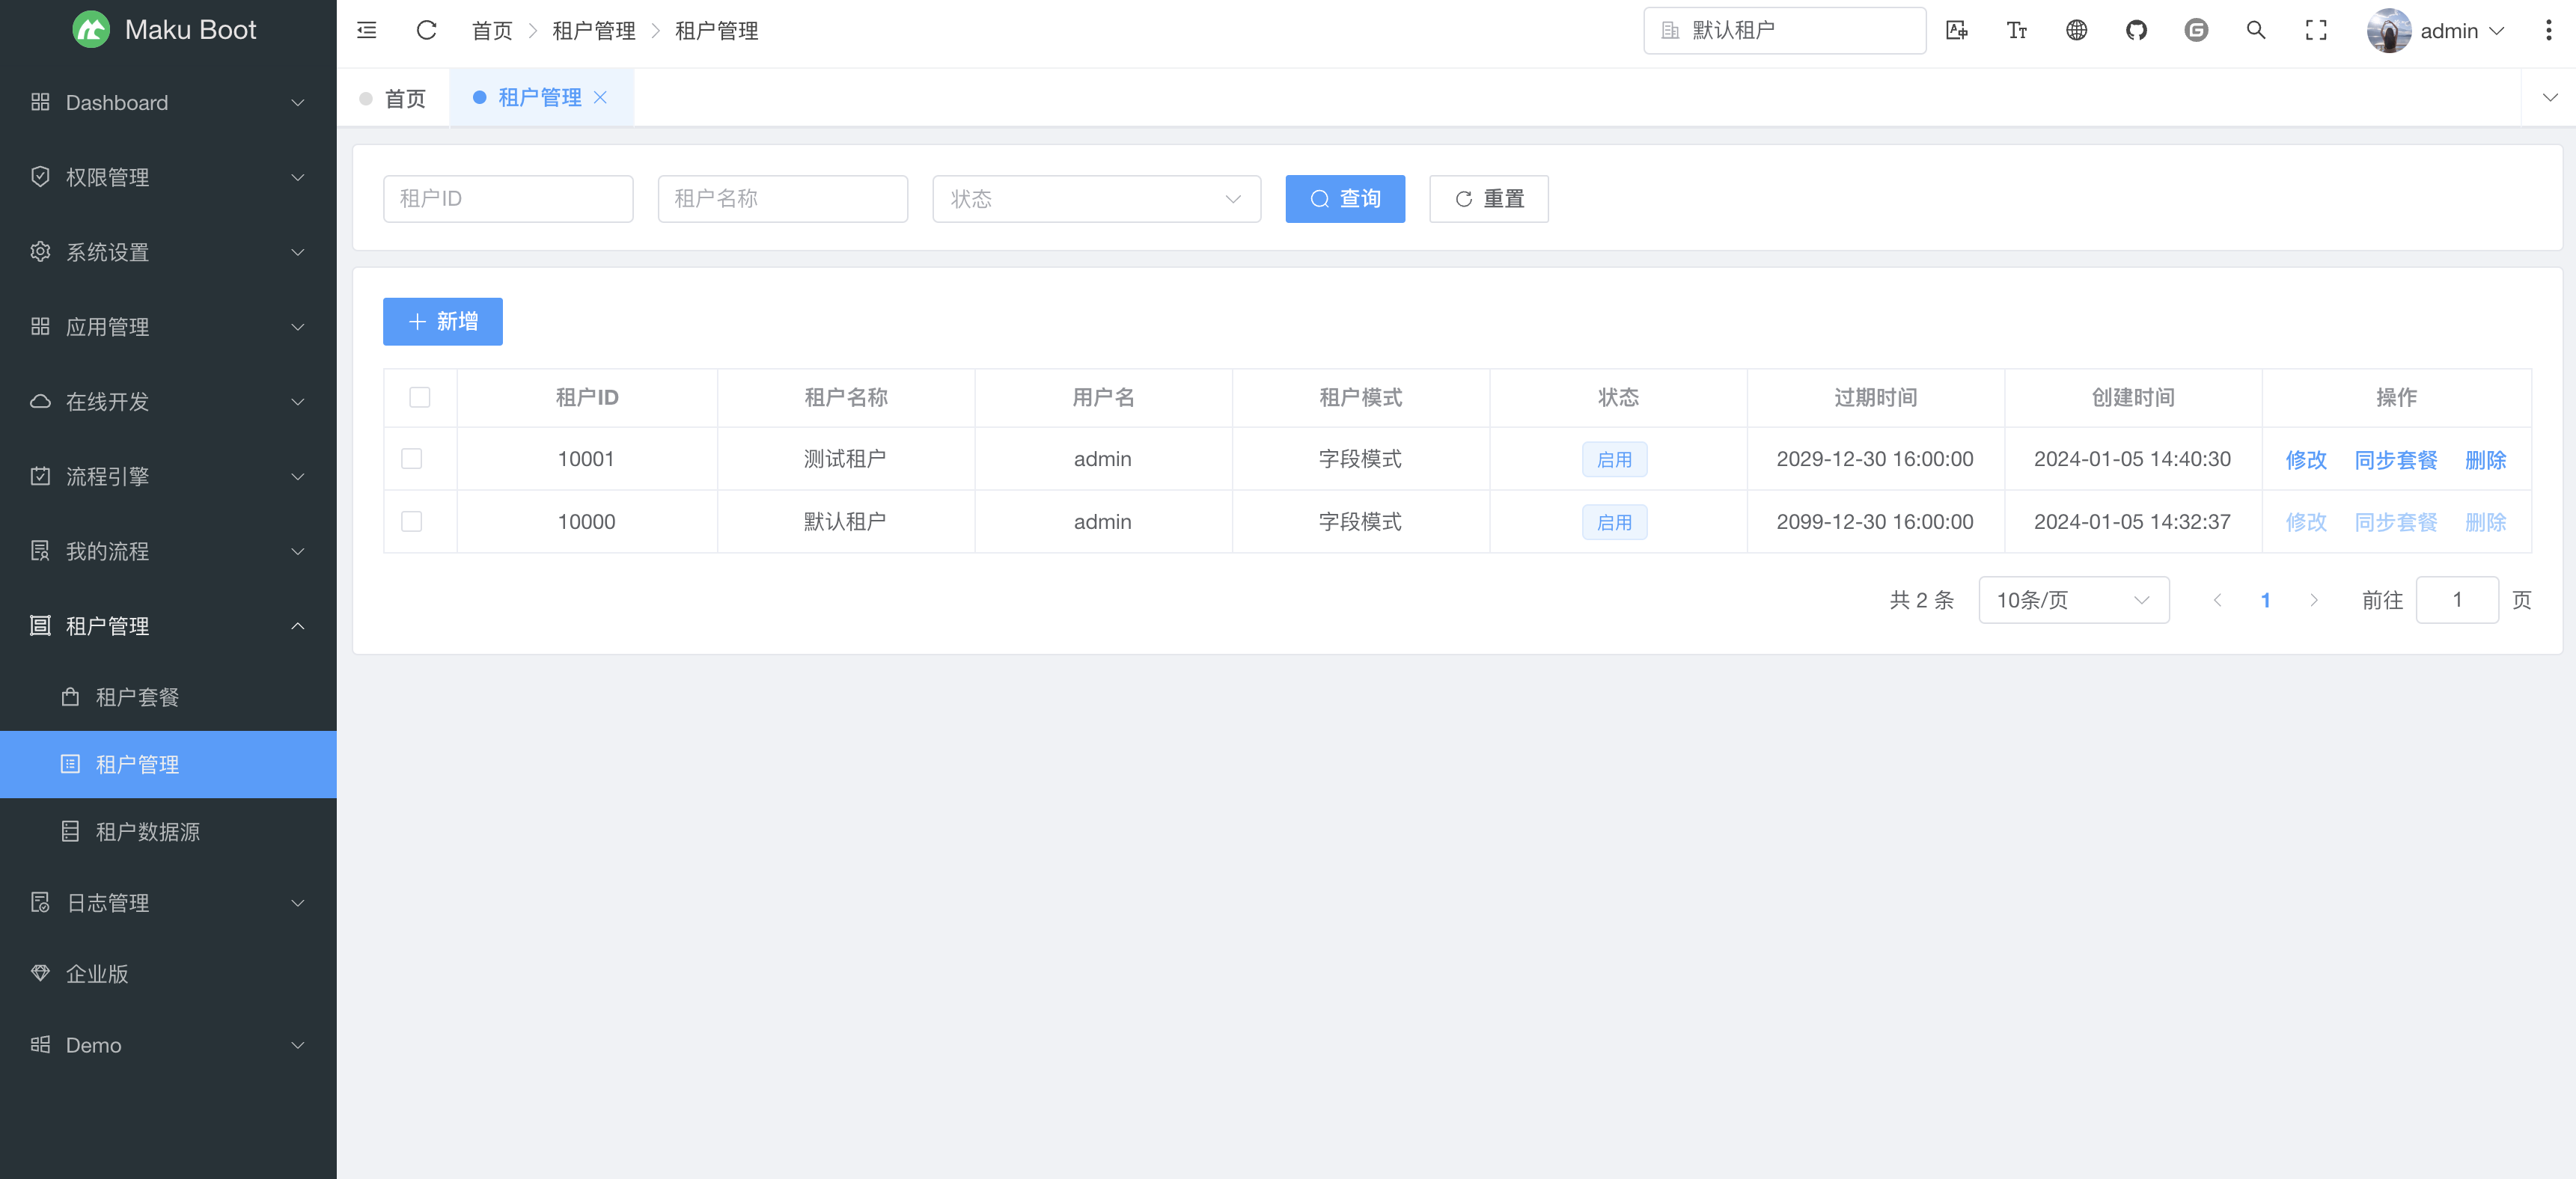 Maku Boot
首页 租户管理 租户管理
默认租户
admin
首页 租户管理
Dashboard
权限管理
系统设置
应用管理
在线开发
流程引擎
我的流程
租户管理
租户套餐
租户管理
租户数据源
日志管理
企业版
Demo
租户ID 租户名称 状态 查询 重置
新增
租户ID 租户名称 用户名 租户模式 状态 过期时间 创建时间 操作
10001 测试租户 admin 字段模式 启用 2029-12-30 16:00:00 2024-01-05 14:40:30 修改 同步套餐 删除
10000 默认租户 admin 字段模式 启用 2099-12-30 16:00:00 2024-01-05 14:32:37 修改 同步套餐 删除
共 2 条 10条/页 1 前往 1 页